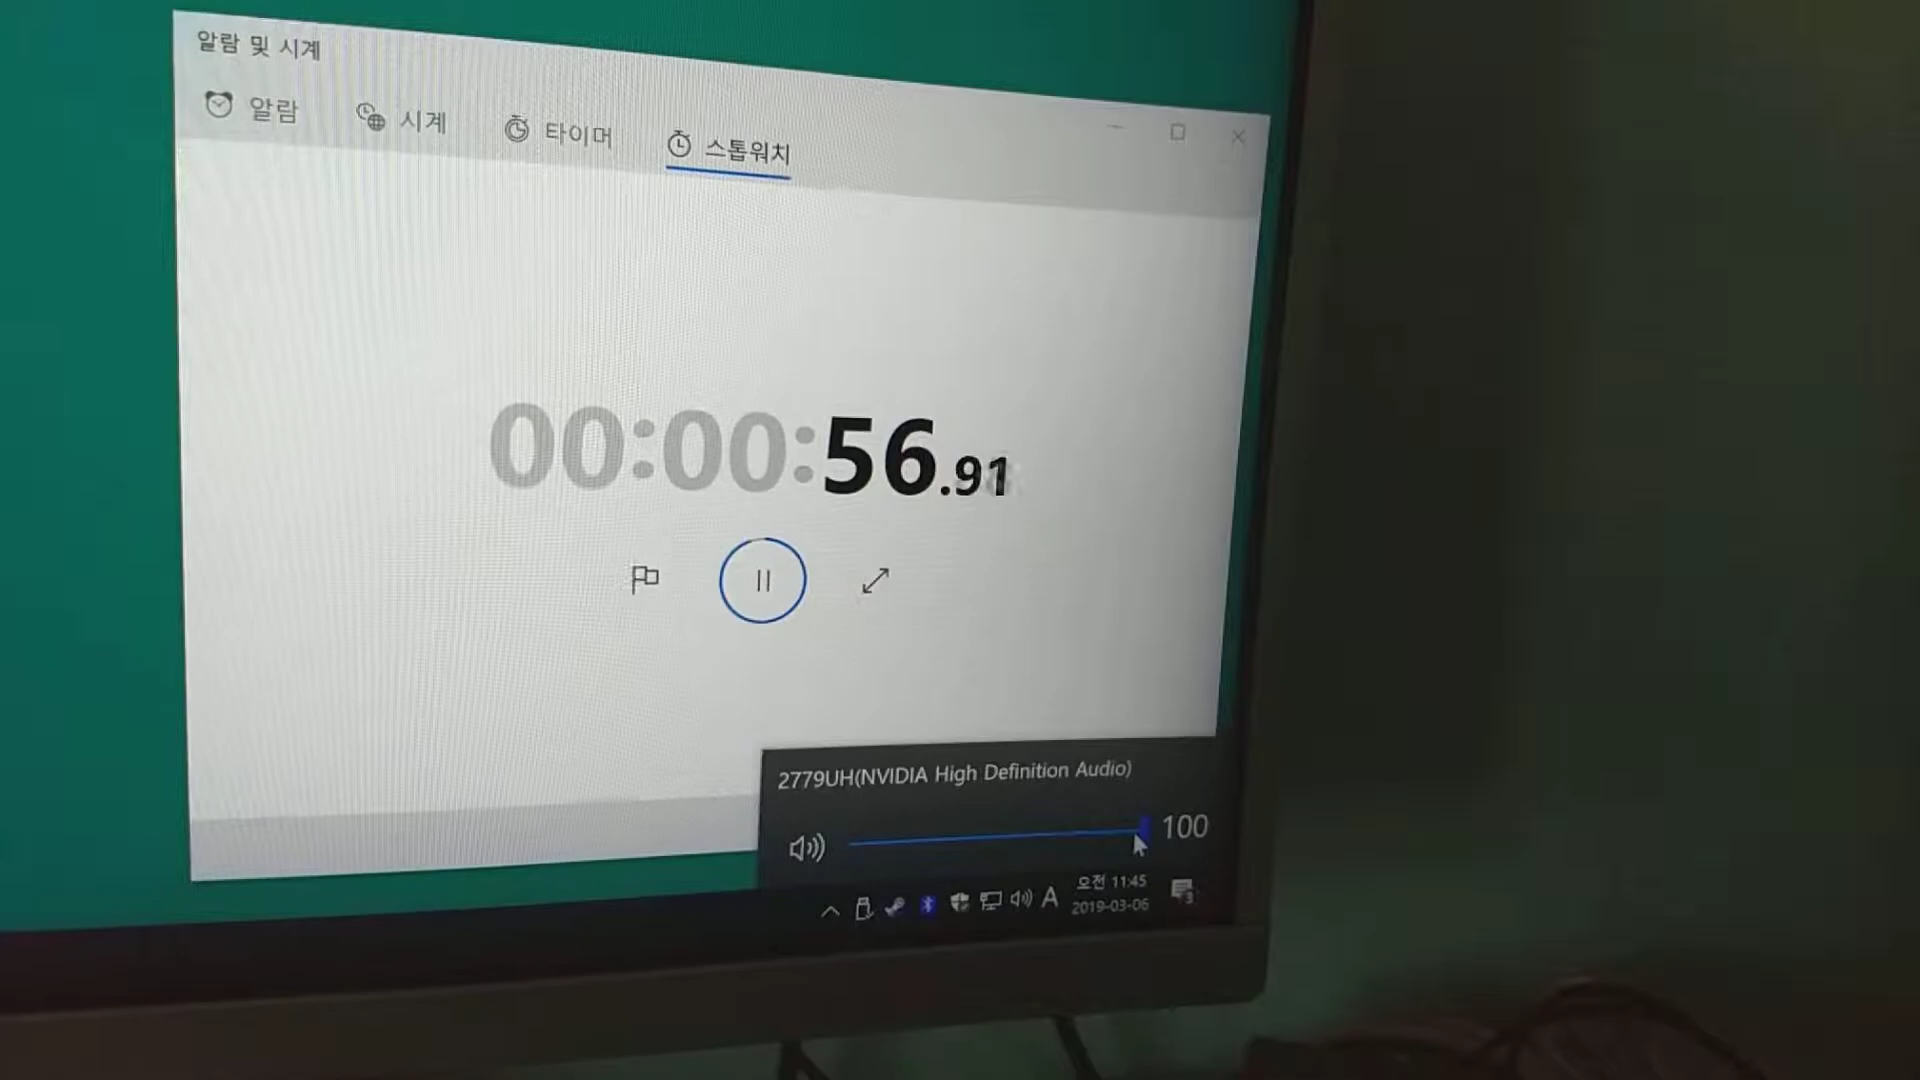 알람 및 시계
알람 시계 타이머 스톱워치
00:00:56.91
2779UH(NVIDIA High Definition Audio)
100
A 오전 11:45
2019-03-06
3